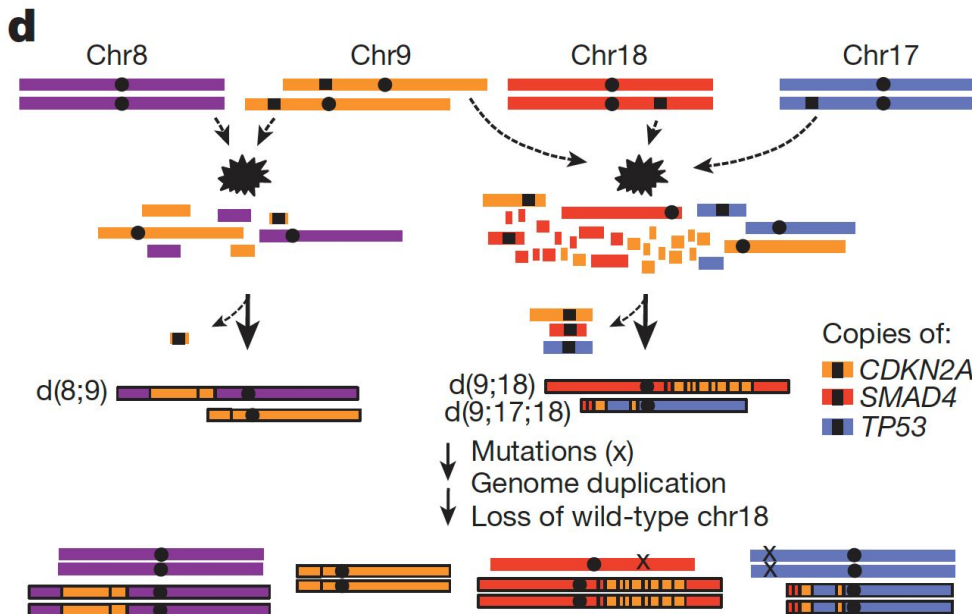 d
Chr8 Chr9 Chr18 Chr17
d(8;9)
d(9;18)
d(9;17;18)
Copies of:
CDKN2A
SMAD4
TP53
Mutations (x)
Genome duplication
Loss of wild-type chr18
x
x
x